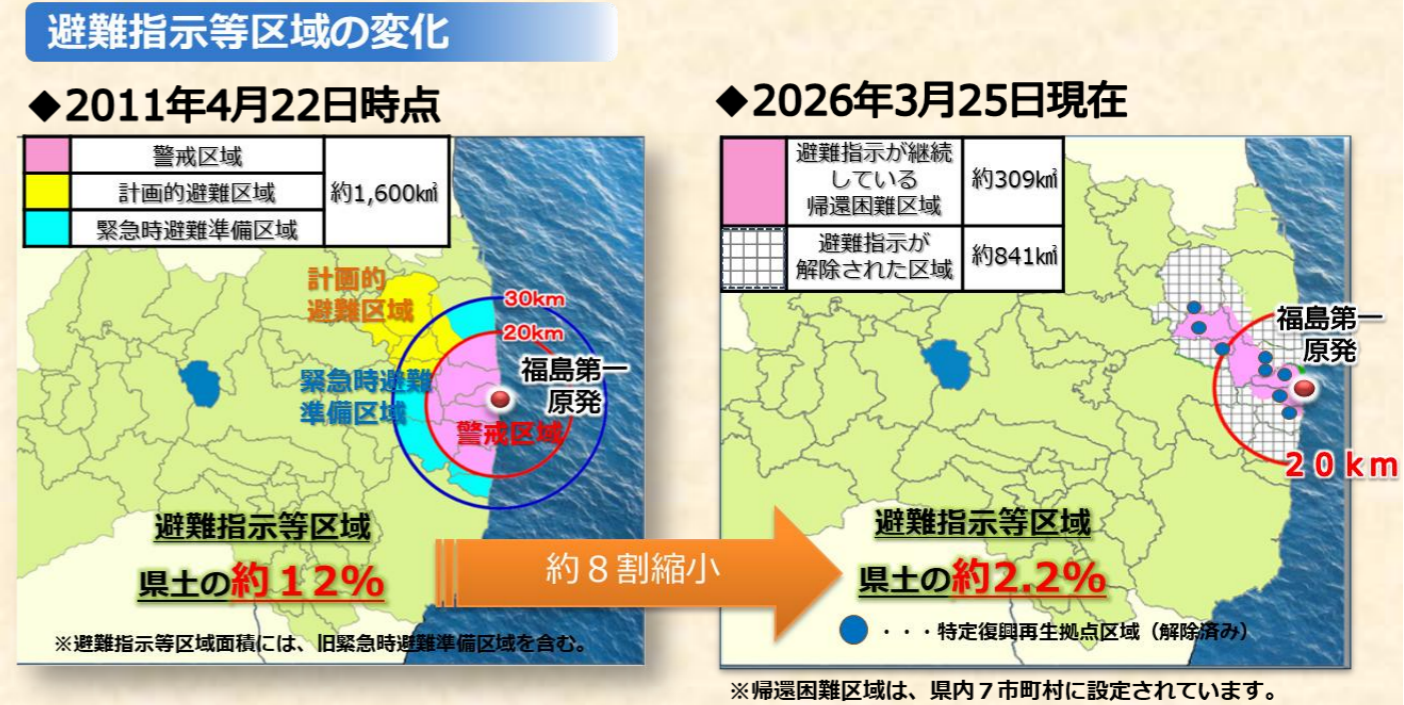 避難指示等区域の変化
◆2011年4月22日時点
警戒区域
計画的避難区域
緊急時避難準備区域
約1,600㎢
計画的
避難区域
30km
20km
福島第一
原発
緊急時避難
準備区域
警戒区域
避難指示等区域
県土の約12%
※避難指示等区域面積には、旧緊急時避難準備区域を含む。
約8割縮小
◆2026年3月25日現在
避難指示が継続
している
帰還困難区域
約309㎢
避難指示が
解除された区域
約841㎢
福島第一
原発
20km
避難指示等区域
県土の約2.2%
・・・特定復興再生拠点区域（解除済み）
※帰還困難区域は、県内７市町村に設定されています。